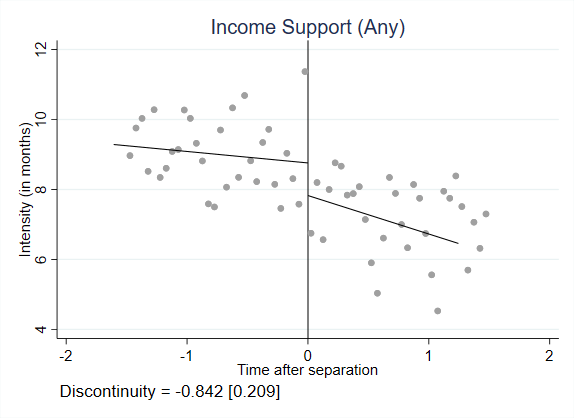 Income Support (Any)
12
10
8
6
4
Intensity (in months)
-2 -1 0 1 2
Time after separation
Discontinuity = -0.842 [0.209]